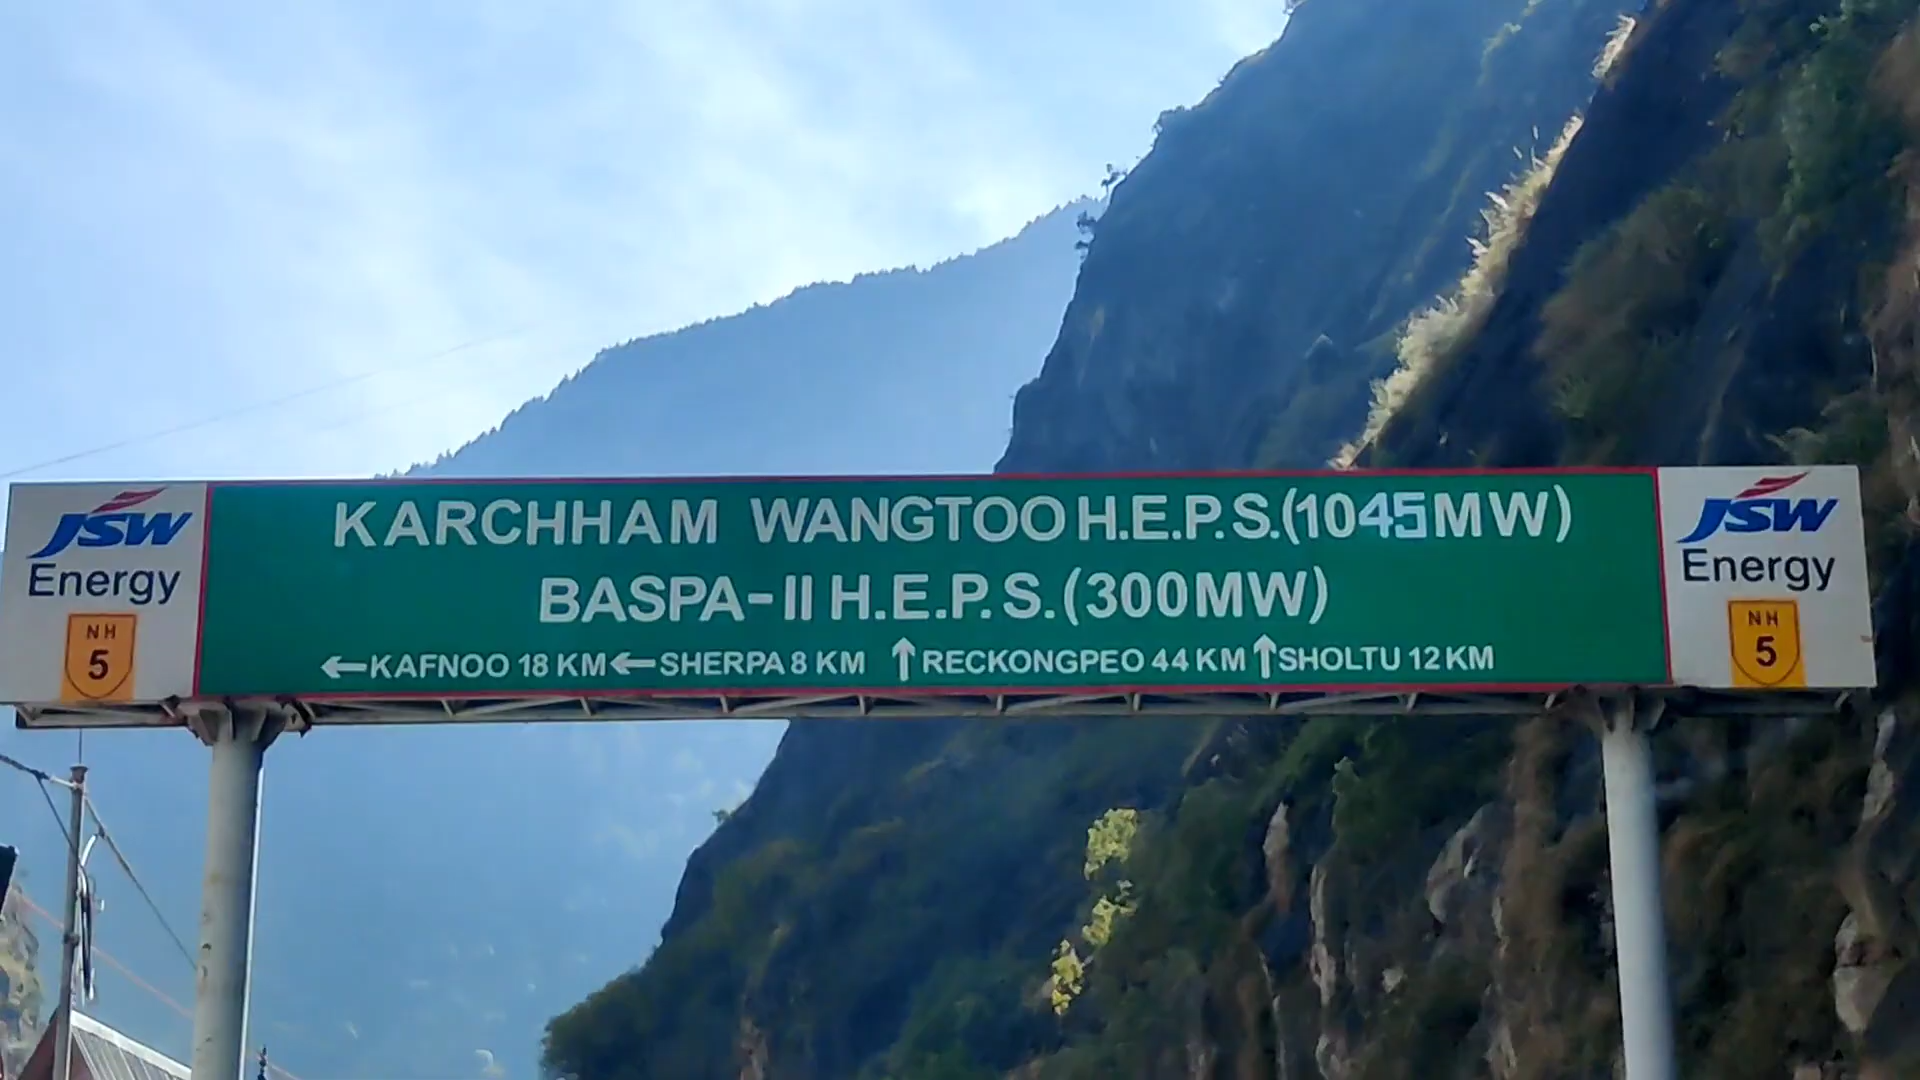 JSW
Energy
NH
5
KARCHHAM WANGTOO H.E.P.S.(1045MW)
BASPA-II H.E.P.S.(300MW)
←KAFNOO 18 KM ←SHERPA 8 KM ↑RECKONGPEO 44 KM ↑SHOLTU 12 KM
JSW
Energy
NH
5